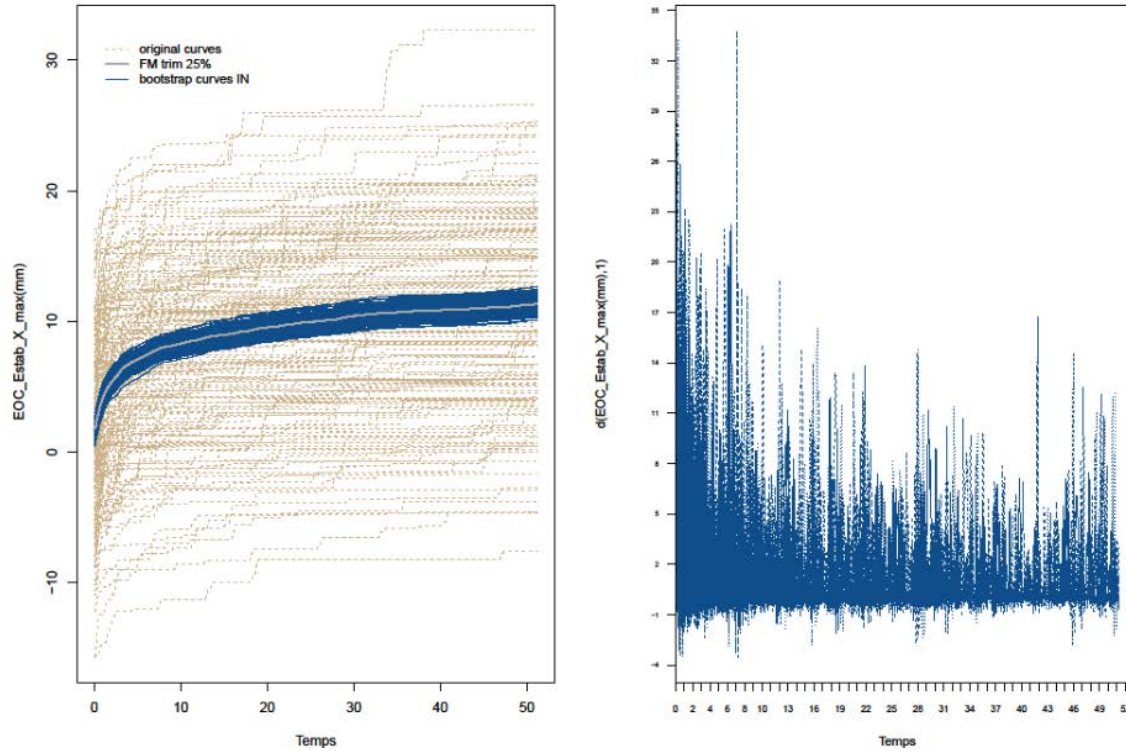 original curves
FM trim 25%
bootstrap curves IN
30
20
10
0
−10
EOC_Estab_X_max(mm)
0 10 20 30 40 50
Temps
35
32
29
26
23
20
17
14
11
8
5
2
−1
−4
d(EOC_Estab_X_max(mm),1)
0 2 4 6 8 10 13 16 19 22 25 28 31 34 37 40 43 46 49
Temps